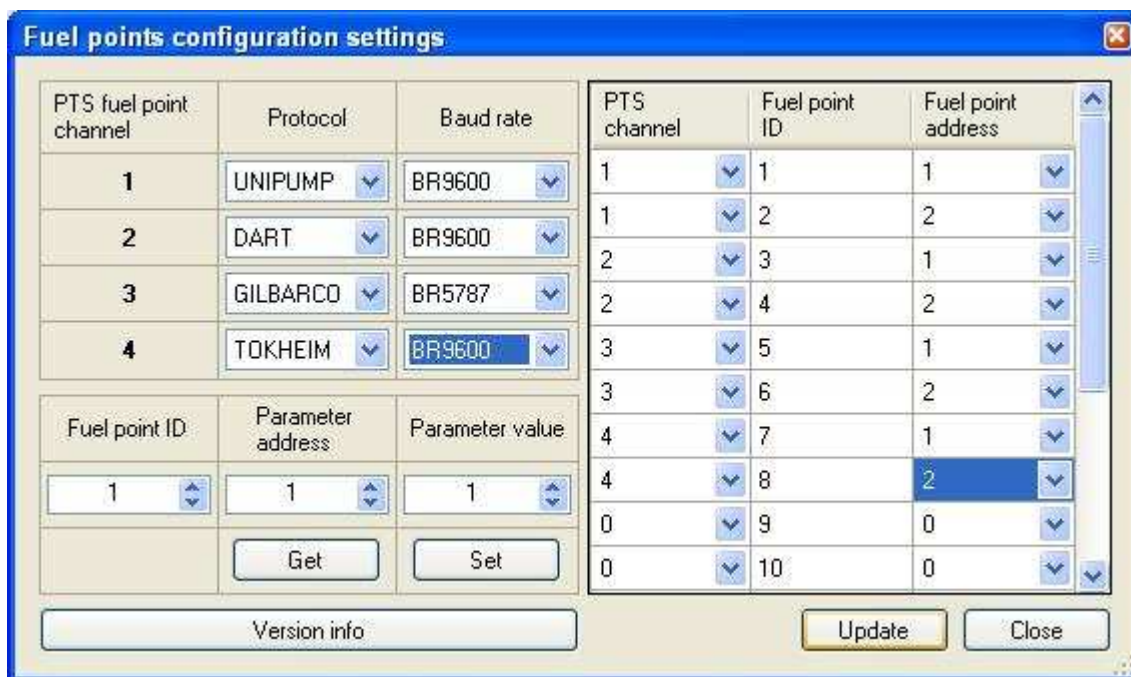 Fuel points configuration settings
PTS fuel point channel Protocol Baud rate
1 UNIPUMP BR9600
2 DART BR9600
3 GILBARCO BR5787
4 TOKHEIM BR9600
Fuel point ID Parameter address Parameter value
1 1 1
Get Set
Version info
PTS channel Fuel point ID Fuel point address
1 1 1
1 2 2
2 3 1
2 4 2
3 5 1
3 6 2
4 7 1
4 8 2
0 9 0
0 10 0
Update Close